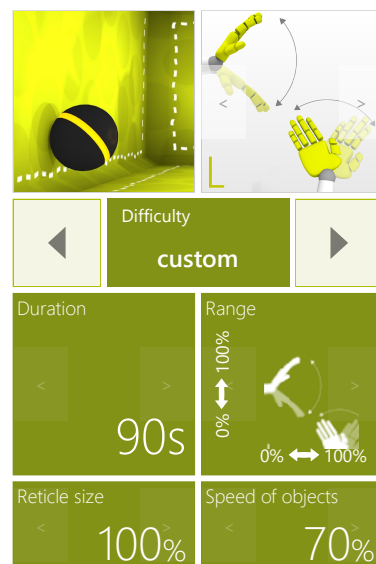 < >
Difficulty
custom
Duration
< >
90s
Range
0% 100%
< >
0% 100%
Reticle size
< >
100%
Speed of objects
< >
70%